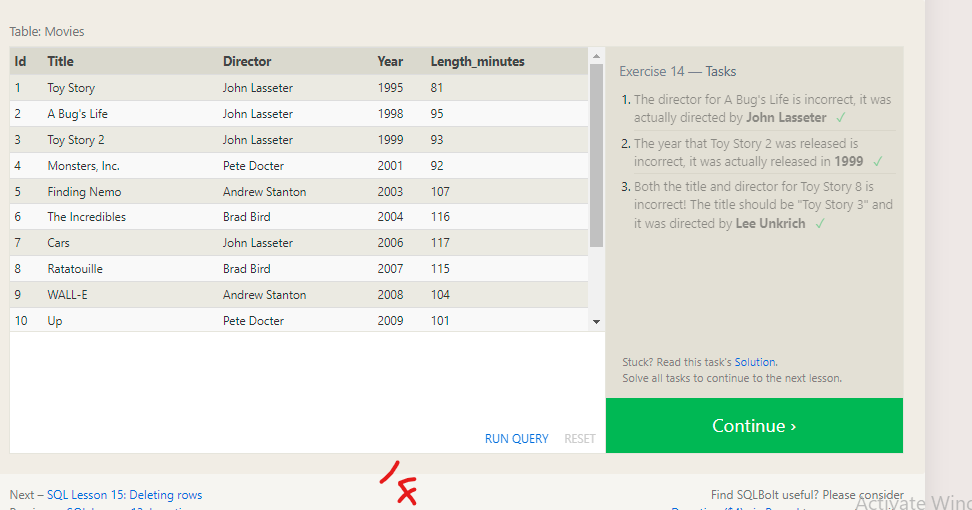 Table: Movies
Id Title Director Year Length_minutes
1 Toy Story John Lasseter 1995 81
2 A Bug's Life John Lasseter 1998 95
3 Toy Story 2 John Lasseter 1999 93
4 Monsters, Inc. Pete Docter 2001 92
5 Finding Nemo Andrew Stanton 2003 107
6 The Incredibles Brad Bird 2004 116
7 Cars John Lasseter 2006 117
8 Ratatouille Brad Bird 2007 115
9 WALL-E Andrew Stanton 2008 104
10 Up Pete Docter 2009 101
RUN QUERY RESET
Exercise 14 — Tasks
1. The director for A Bug's Life is incorrect, it was
actually directed by John Lasseter ✓
2. The year that Toy Story 2 was released is
incorrect, it was actually released in 1999 ✓
3. Both the title and director for Toy Story 8 is
incorrect! The title should be "Toy Story 3" and
it was directed by Lee Unkrich ✓
Stuck? Read this task's Solution.
Solve all tasks to continue to the next lesson.
Continue ›
Next – SQL Lesson 15: Deleting rows
Find SQLBolt useful? Please consider
Activate Wind